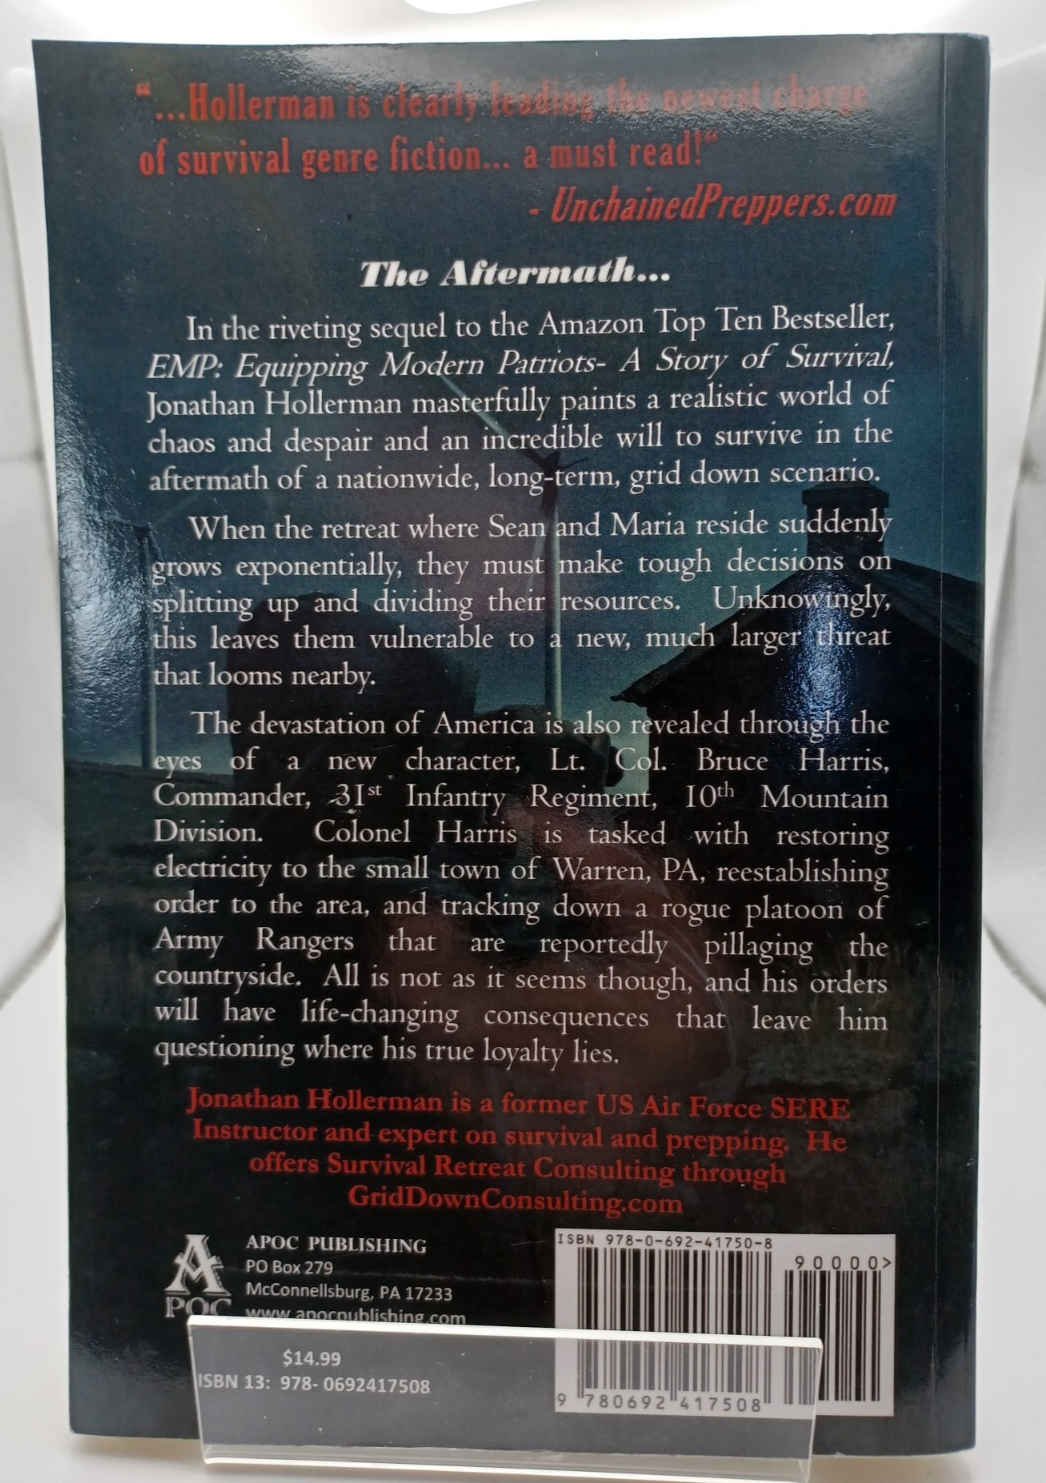 “...Hollerman is clearly leading the newest charge
of survival genre fiction... a must read!“
- UnchainedPreppers.com
The Aftermath...
In the riveting sequel to the Amazon Top Ten Bestseller,
EMP: Equipping Modern Patriots- A Story of Survival,
Jonathan Hollerman masterfully paints a realistic world of
chaos and despair and an incredible will to survive in the
aftermath of a nationwide, long-term, grid down scenario.
When the retreat where Sean and Maria reside suddenly
grows exponentially, they must make tough decisions on
splitting up and dividing their resources. Unknowingly,
this leaves them vulnerable to a new, much larger threat
that looms nearby.
The devastation of America is also revealed through the
eyes of a new character, Lt. Col. Bruce Harris,
Commander, 31st Infantry Regiment, 10th Mountain
Division. Colonel Harris is tasked with restoring
electricity to the small town of Warren, PA, reestablishing
order to the area, and tracking down a rogue platoon of
Army Rangers that are reportedly pillaging the
countryside. All is not as it seems though, and his orders
will have life-changing consequences that leave him
questioning where his true loyalty lies.
Jonathan Hollerman is a former US Air Force SERE
Instructor and expert on survival and prepping. He
offers Survival Retreat Consulting through
GridDownConsulting.com
A
POC
APOC PUBLISHING
PO Box 279
McConnellsburg, PA 17233
www.apocpublishing.com
$14.99
ISBN 13: 978- 0692417508
ISBN 978-0-692-41750-8
90000>
9 780692 417508